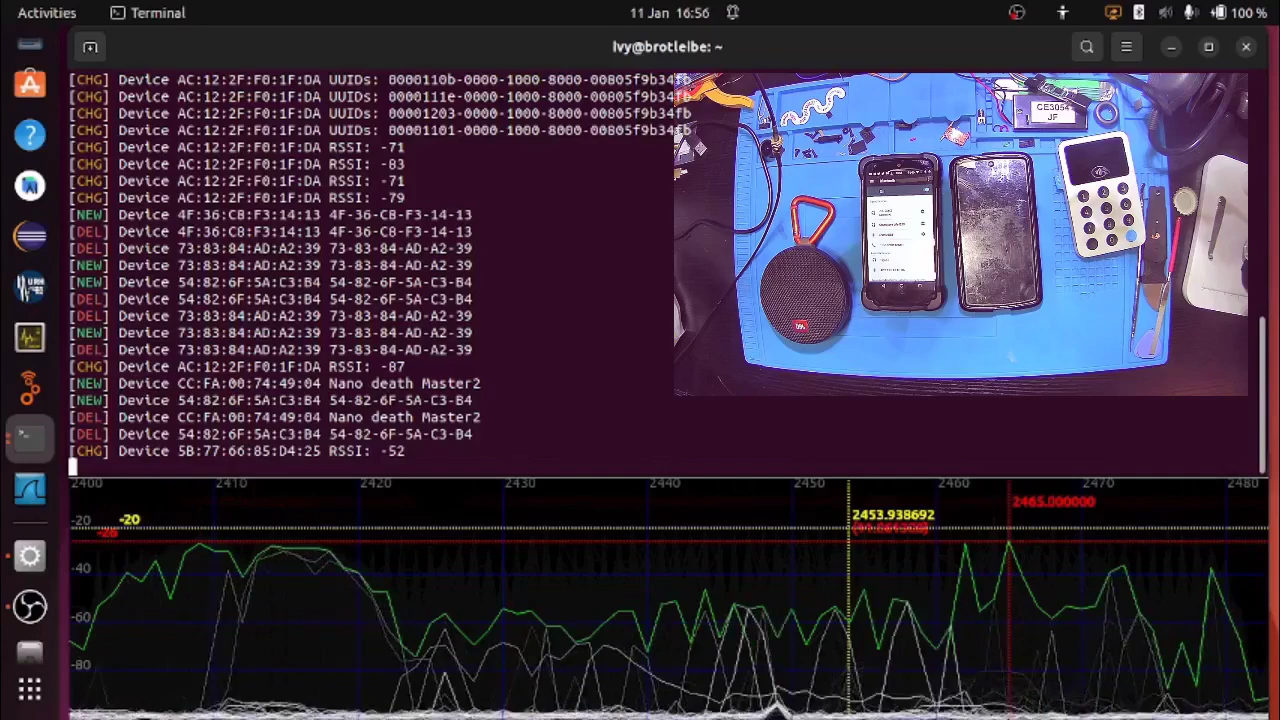 Activities
Terminal
11 Jan 16:56
100 %
lvy@brotleibe: ~
[CHG] Device AC:12:2F:F0:1F:DA UUIDs: 0000110b-0000-1000-8000-00805f9b34fb
[CHG] Device AC:12:2F:F0:1F:DA UUIDs: 0000111e-0000-1000-8000-00805f9b34fb
[CHG] Device AC:12:2F:F0:1F:DA UUIDs: 00001203-0000-1000-8000-00805f9b34fb
[CHG] Device AC:12:2F:F0:1F:DA UUIDs: 00001101-0000-1000-8000-00805f9b34fb
[CHG] Device AC:12:2F:F0:1F:DA RSSI: -71
[CHG] Device AC:12:2F:F0:1F:DA RSSI: -83
[CHG] Device AC:12:2F:F0:1F:DA RSSI: -71
[CHG] Device AC:12:2F:F0:1F:DA RSSI: -79
[NEW] Device 4F:36:C8:F3:14:13 4F-36-C8-F3-14-13
[DEL] Device 4F:36:C8:F3:14:13 4F-36-C8-F3-14-13
[DEL] Device 73:83:84:AD:A2:39 73-83-84-AD-A2-39
[NEW] Device 73:83:84:AD:A2:39 73-83-84-AD-A2-39
[NEW] Device 54:82:6F:5A:C3:B4 54-82-6F-5A-C3-B4
[DEL] Device 54:82:6F:5A:C3:B4 54-82-6F-5A-C3-B4
[DEL] Device 73:83:84:AD:A2:39 73-83-84-AD-A2-39
[NEW] Device 73:83:84:AD:A2:39 73-83-84-AD-A2-39
[DEL] Device 73:83:84:AD:A2:39 73-83-84-AD-A2-39
[CHG] Device AC:12:2F:F0:1F:DA RSSI: -87
[NEW] Device CC:FA:00:74:49:04 Nano death Master2
[NEW] Device 54:82:6F:5A:C3:B4 54-82-6F-5A-C3-B4
[DEL] Device CC:FA:00:74:49:04 Nano death Master2
[DEL] Device 54:82:6F:5A:C3:B4 54-82-6F-5A-C3-B4
[CHG] Device 5B:77:66:85:D4:25 RSSI: -52
CE3054
JF
JBL
2400 2410 2420 2430 2440 2450 2460 2470 2480
2465.000000
2453.938692
-20
-20
-26
-40
-60
-80